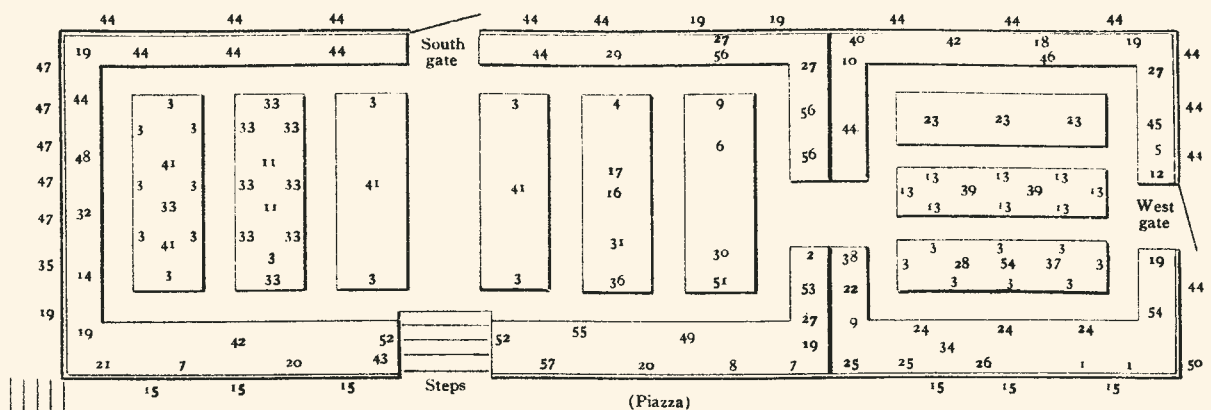 44 44 44 44 44 19 19 44 44 44
19 44 44 44 South gate 44 29 27 56 27 40 10 42 18 46 19 44
47 27
47 44 3 33 3 3 4 9 44
3 3 33 33 56 23 23 23 45
47 48 41 11 6 56 44 5 44
47 3 3 33 33 41 41 17 16 13 13 13 12
13 39 39 13
47 32 33 11 13 13 13 West gate
3 3 33 33 31 3 3 3
35 41 3 30 2 38 3 28 54 37 3 19
14 3 33 3 3 36 51 53 22 3 3 3 44
19 27 9 54
19 42 52 52 55 49 19 24 24 24
34
21 7 20 43 57 20 8 7 25 25 26 1 1 50
15 15 15 Steps 15 15 15
(Piazza)